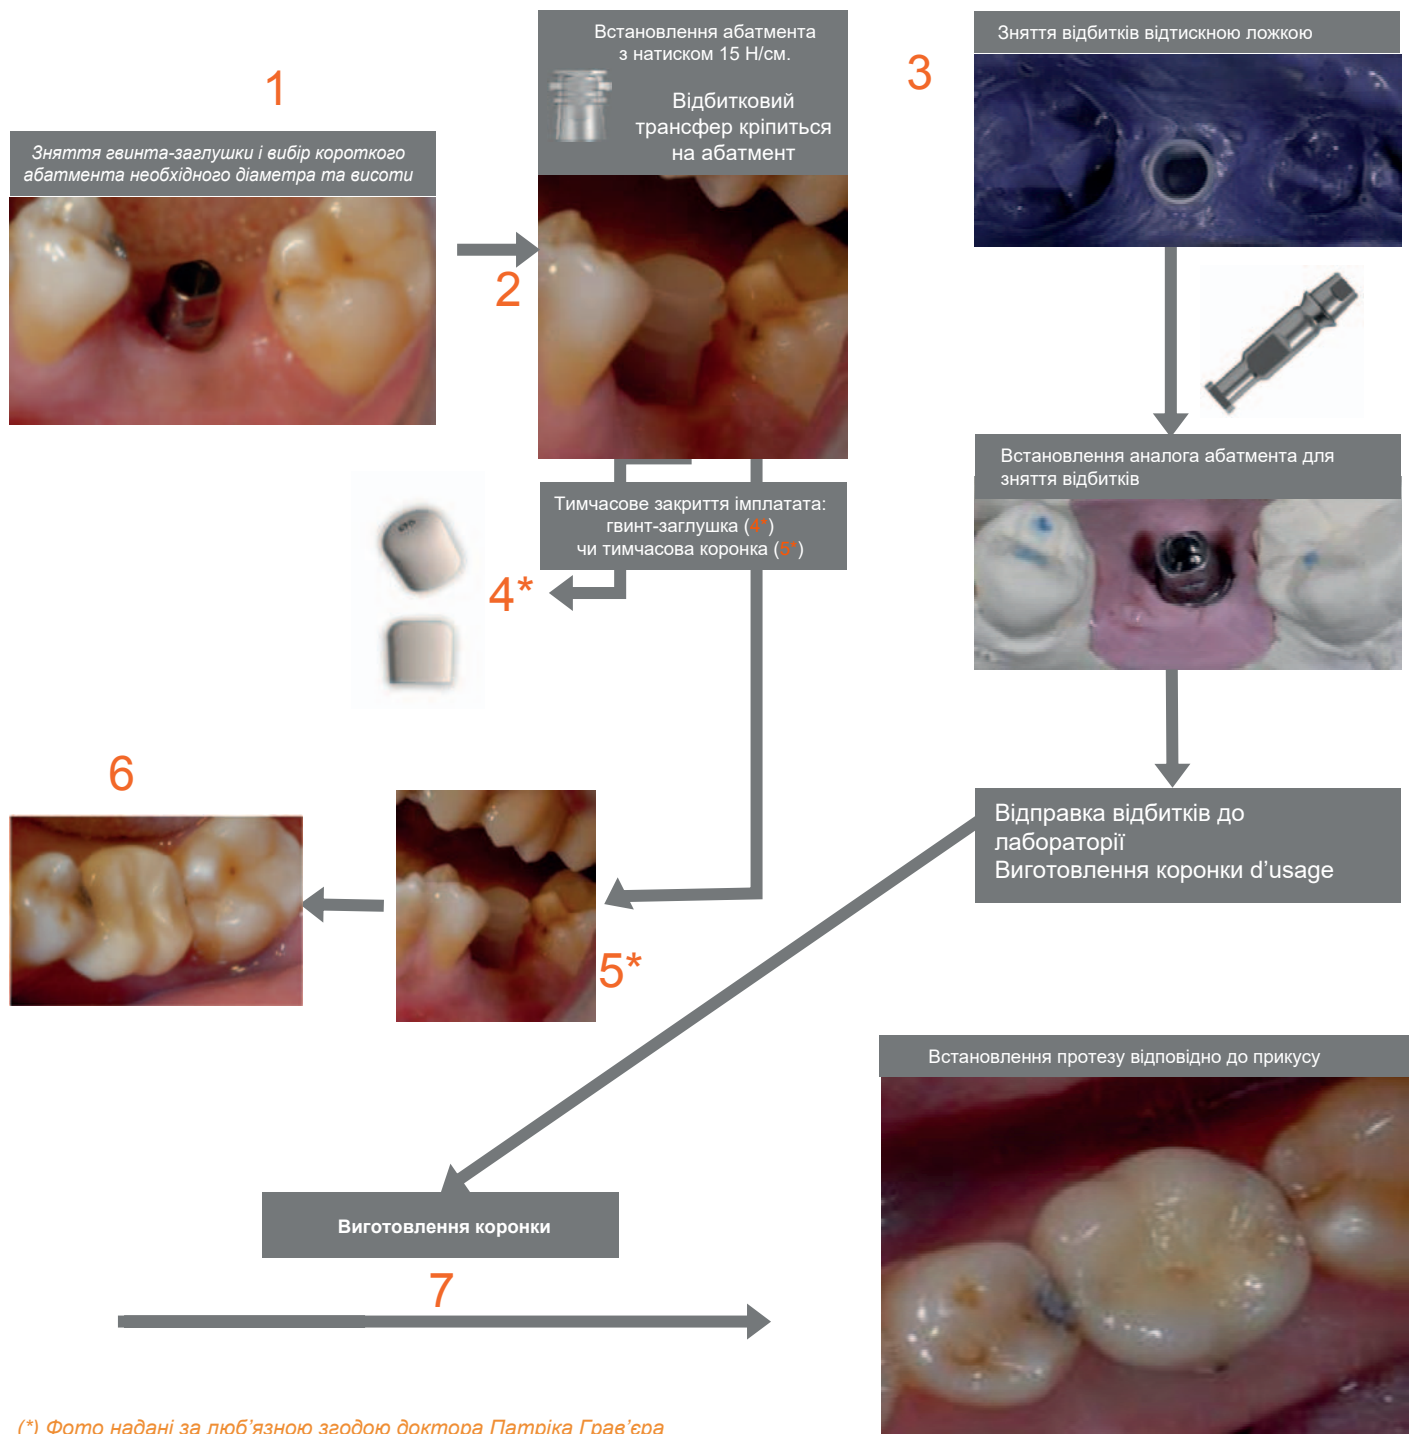 1
Зняття гвинта-заглушки і вибір короткого
абатмента необхідного діаметра та висоти
Встановлення абатмента
з натиском 15 Н/см.
Відбитковий
трансфер кріпиться
на абатмент
2
3
Зняття відбитків відтискною ложкою
Встановлення аналога абатмента для
зняття відбитків
Тимчасове закриття імплатата:
гвинт-заглушка (4*)
чи тимчасова коронка (5*)
4*
6
5*
Відправка відбитків до
лабораторії
Виготовлення коронки d’usage
Встановлення протезу відповідно до прикусу
Виготовлення коронки
7
(*) Фото надані за люб’язною згодою доктора Патріка Грав’єра